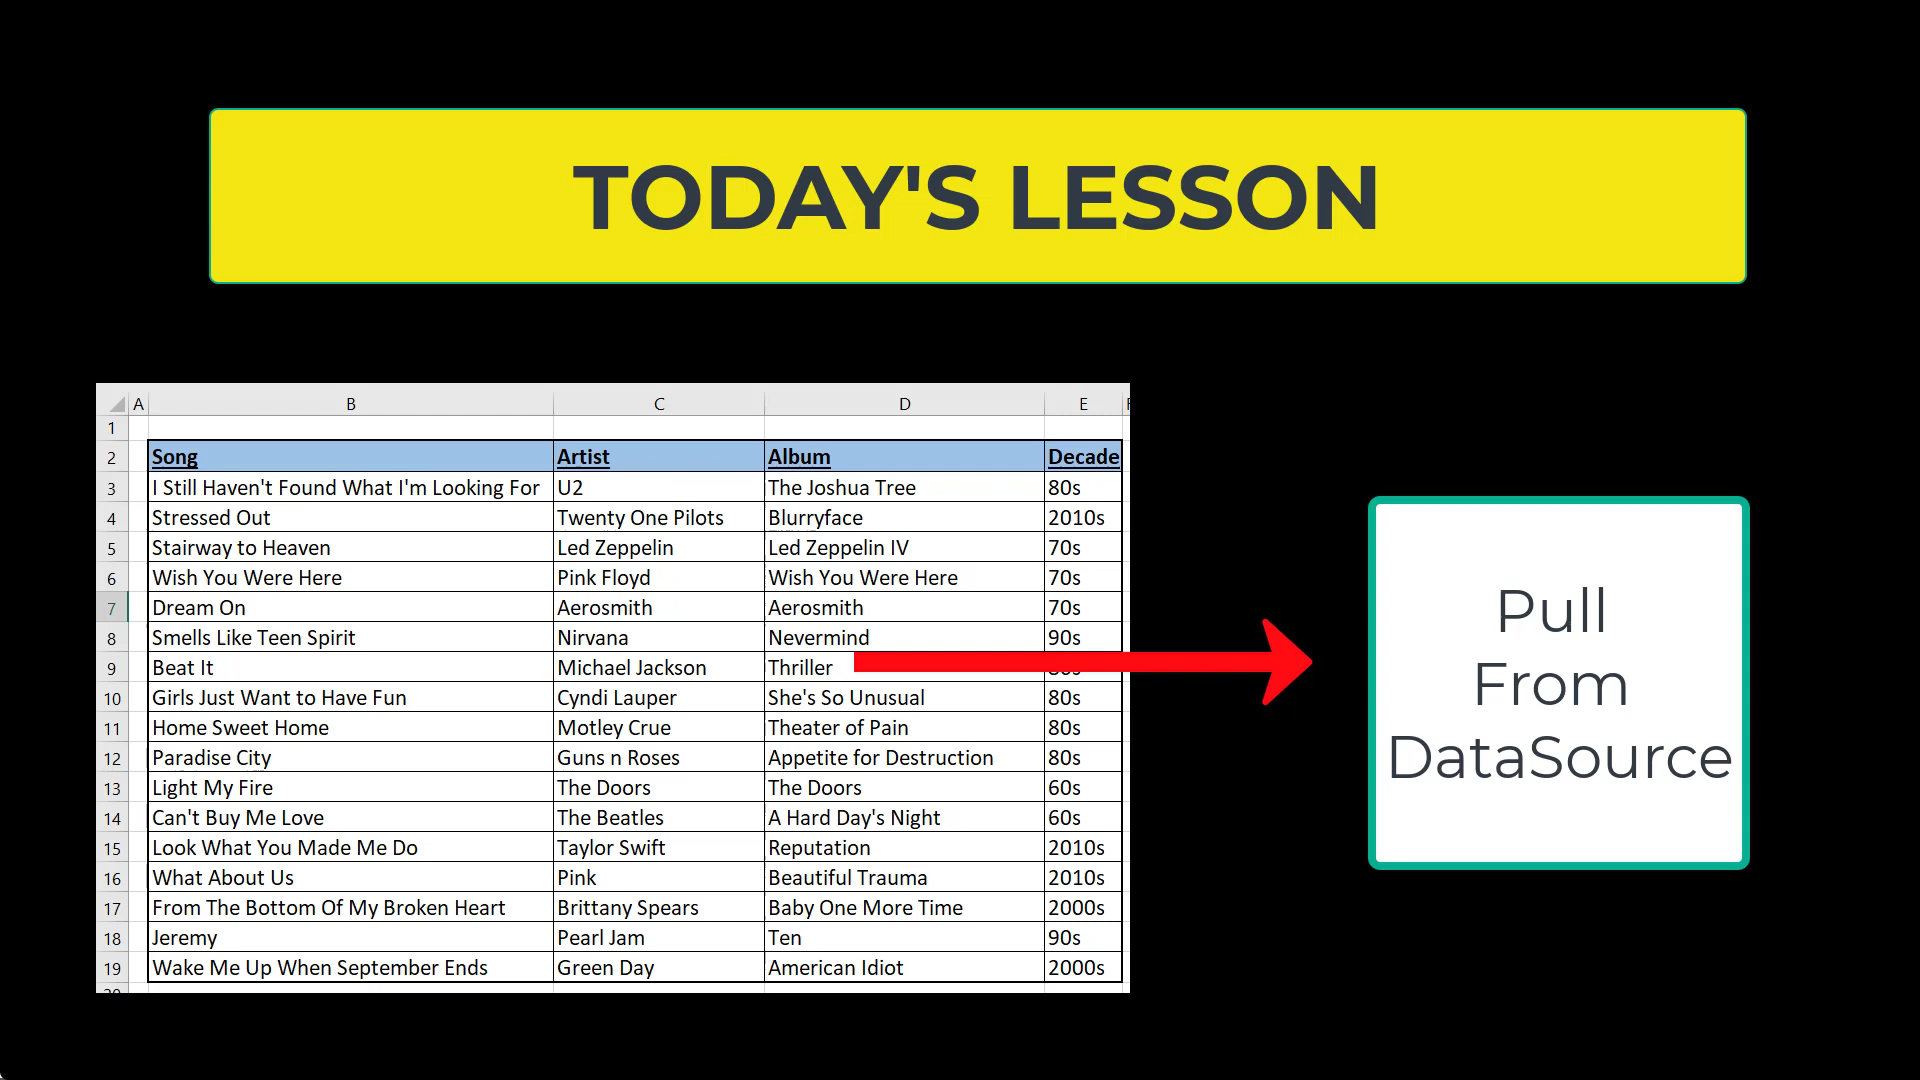 TODAY'S LESSON
A B C D E
1
2 Song Artist Album Decade
3 I Still Haven't Found What I'm Looking For U2 The Joshua Tree 80s
4 Stressed Out Twenty One Pilots Blurryface 2010s
5 Stairway to Heaven Led Zeppelin Led Zeppelin IV 70s
6 Wish You Were Here Pink Floyd Wish You Were Here 70s
7 Dream On Aerosmith Aerosmith 70s
8 Smells Like Teen Spirit Nirvana Nevermind 90s
9 Beat It Michael Jackson Thriller
10 Girls Just Want to Have Fun Cyndi Lauper She's So Unusual 80s
11 Home Sweet Home Motley Crue Theater of Pain 80s
12 Paradise City Guns n Roses Appetite for Destruction 80s
13 Light My Fire The Doors The Doors 60s
14 Can't Buy Me Love The Beatles A Hard Day's Night 60s
15 Look What You Made Me Do Taylor Swift Reputation 2010s
16 What About Us Pink Beautiful Trauma 2010s
17 From The Bottom Of My Broken Heart Brittany Spears Baby One More Time 2000s
18 Jeremy Pearl Jam Ten 90s
19 Wake Me Up When September Ends Green Day American Idiot 2000s
Pull
From
DataSource